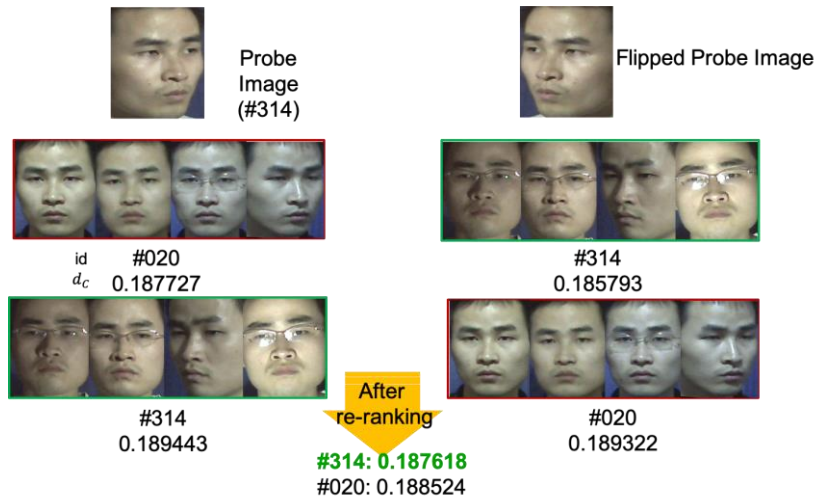 Probe
Image
(#314)
Flipped Probe Image
id #020
d_C 0.187727
#314
0.185793
#314
0.189443
#020
0.189322
After
re-ranking
#314: 0.187618
#020: 0.188524